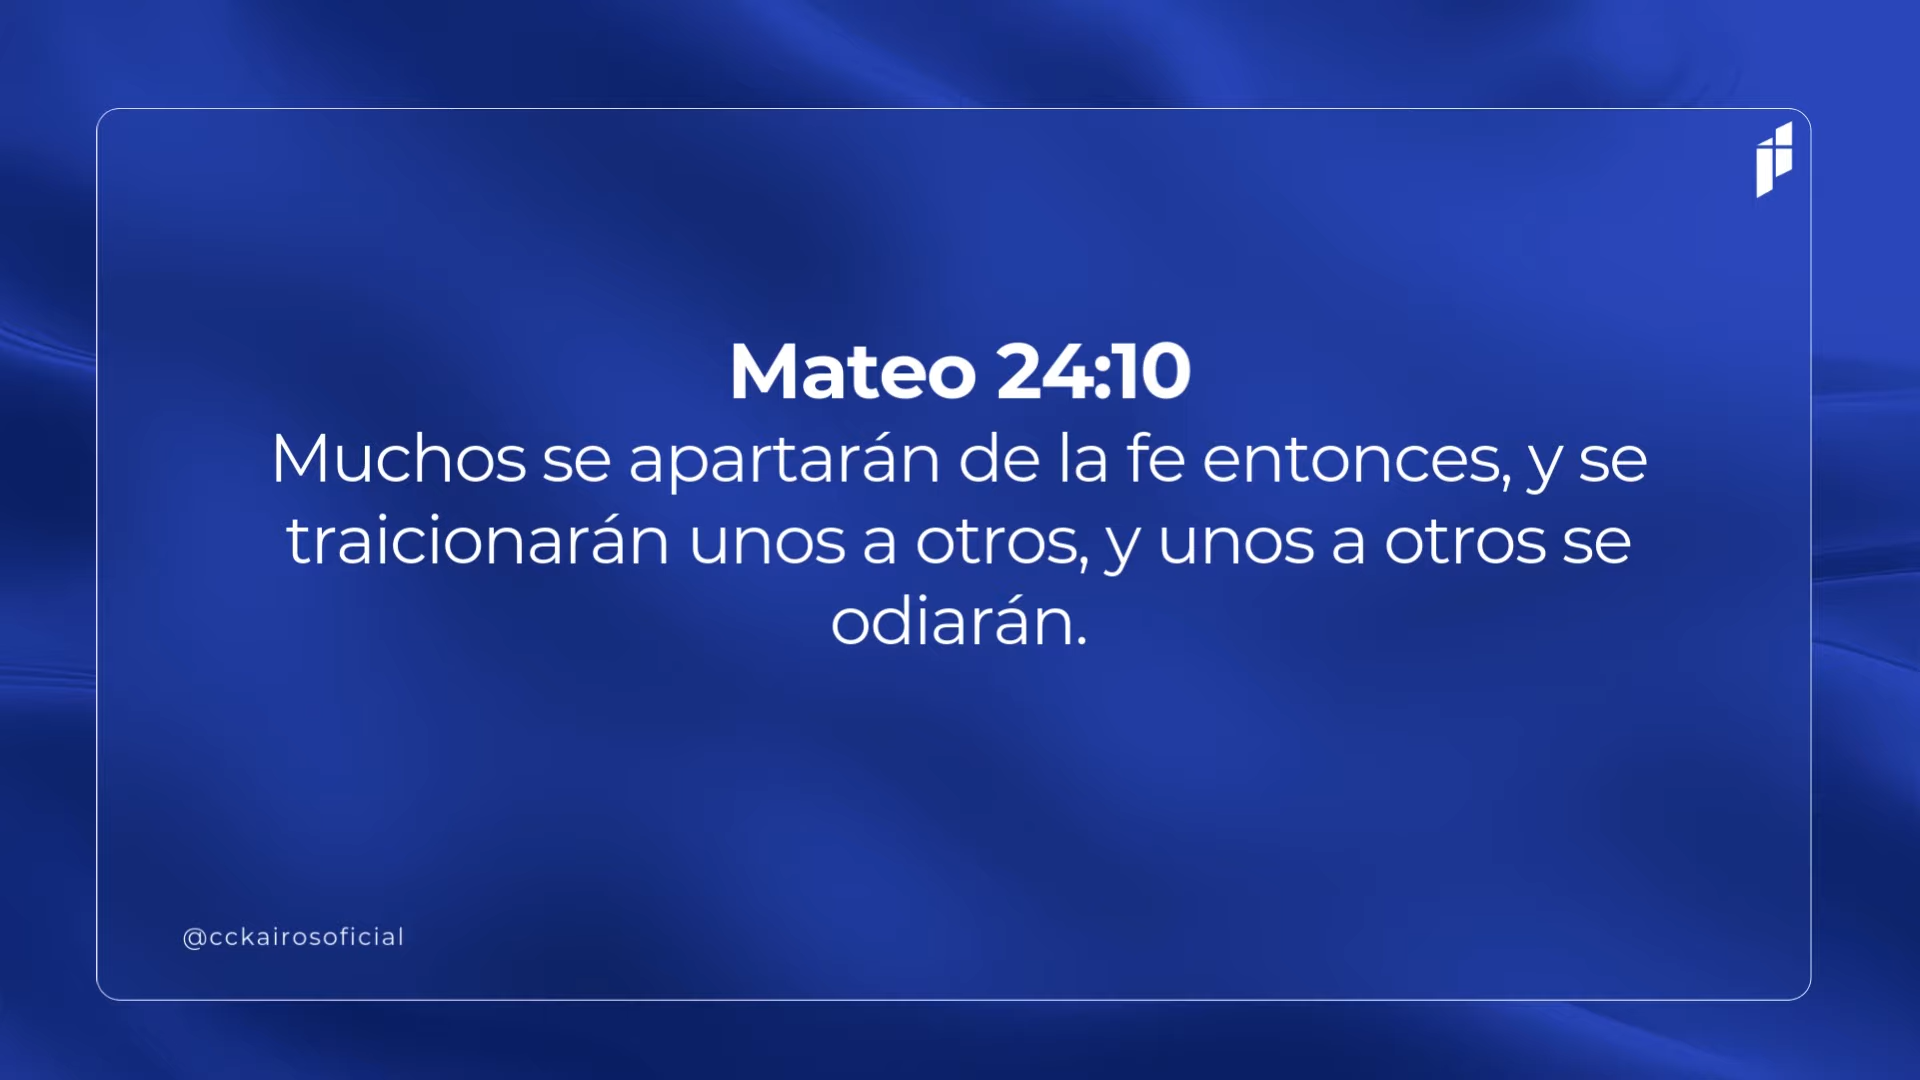 Mateo 24:10
Muchos se apartarán de la fe entonces, y se
traicionarán unos a otros, y unos a otros se
odiarán.
@cckairosoficial